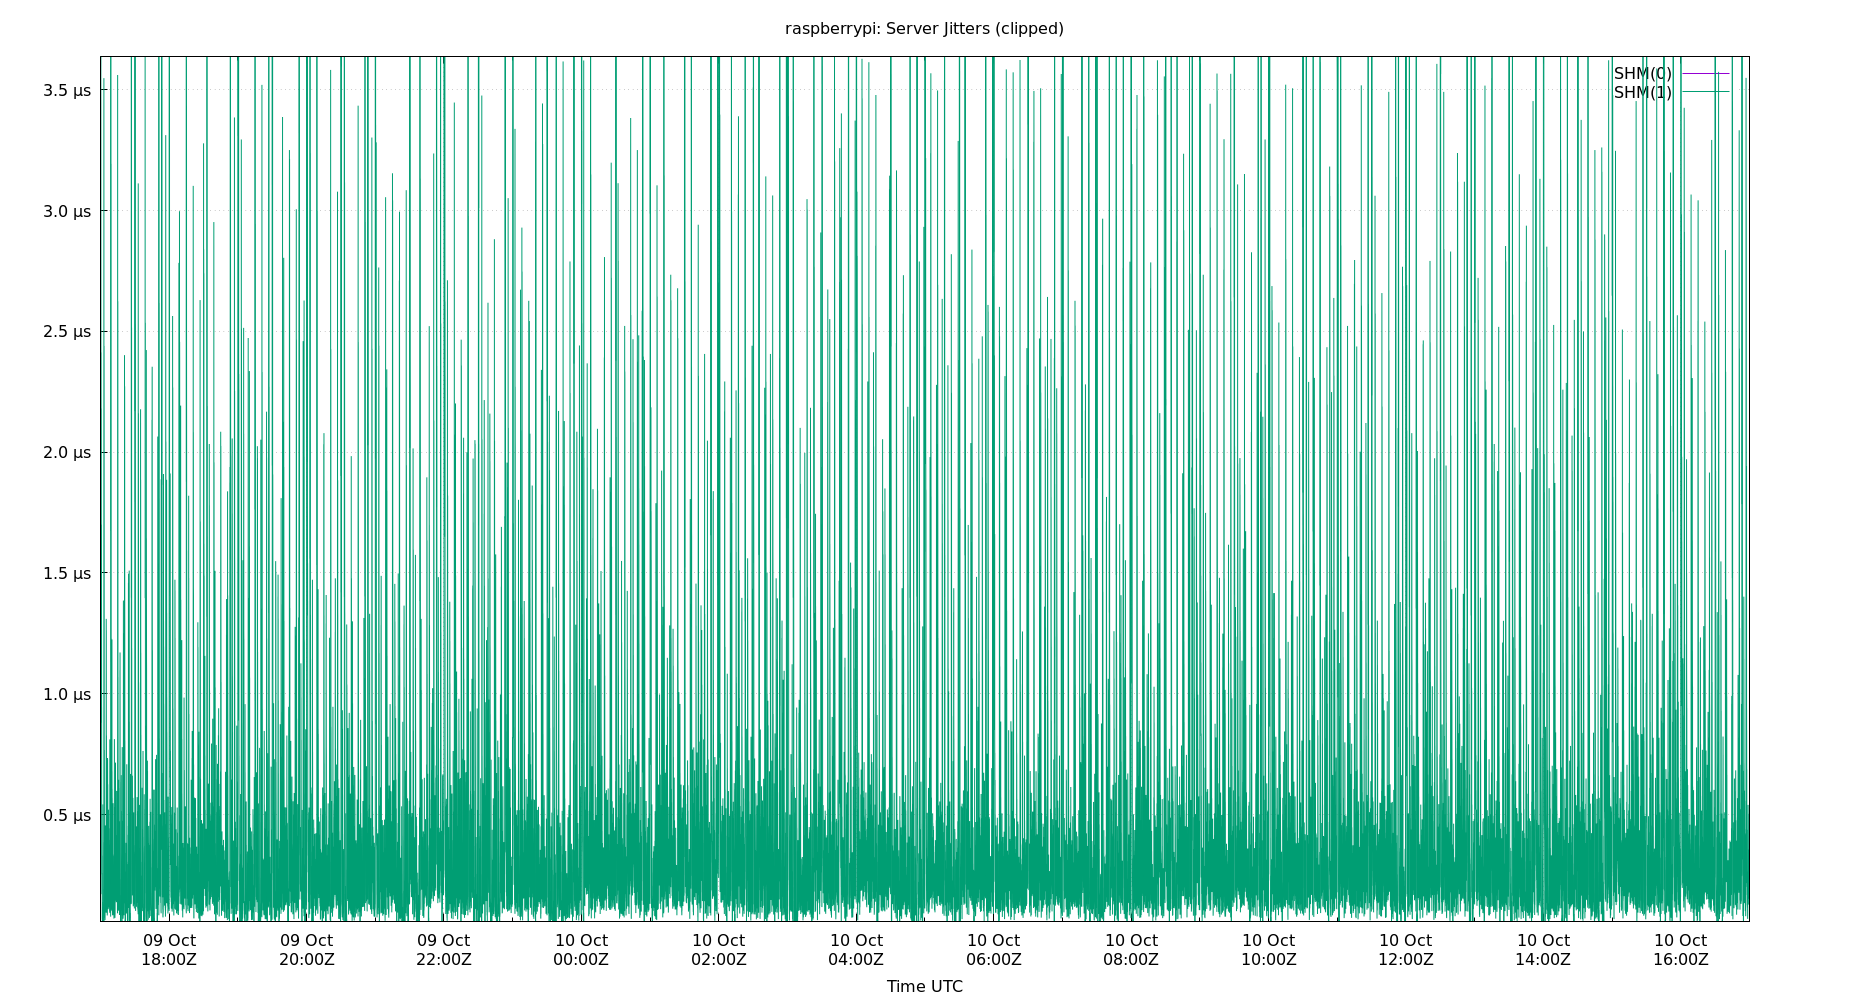 raspberrypi: Server Jitters (clipped)
SHM(0)
SHM(1)
3.5 µs
3.0 µs
2.5 µs
2.0 µs
1.5 µs
1.0 µs
0.5 µs
09 Oct 09 Oct 09 Oct 10 Oct 10 Oct 10 Oct 10 Oct 10 Oct 10 Oct 10 Oct 10 Oct 10 Oct
18:00Z 20:00Z 22:00Z 00:00Z 02:00Z 04:00Z 06:00Z 08:00Z 10:00Z 12:00Z 14:00Z 16:00Z
Time UTC